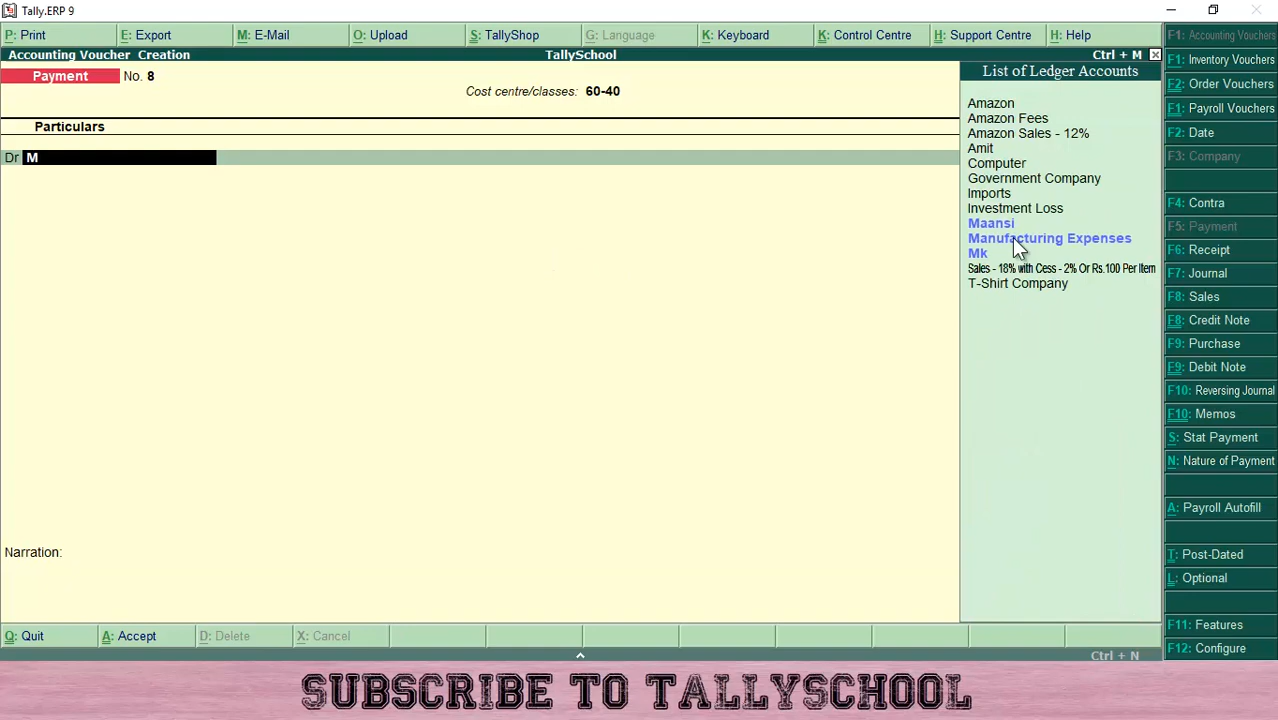 Tally.ERP 9
P: Print
E: Export
M: E-Mail
O: Upload
S: TallyShop
G: Language
K: Keyboard
K: Control Centre
H: Support Centre
H: Help
Accounting Voucher Creation
TallySchool
Ctrl + M
Payment No. 8
Cost centre/classes: 60-40
Particulars
Dr M
Narration:
List of Ledger Accounts
Amazon
Amazon Fees
Amazon Sales - 12%
Amit
Computer
Government Company
Imports
Investment Loss
Maansi
Manufacturing Expenses
Mk
Sales - 18% with Cess - 2% Or Rs.100 Per Item
T-Shirt Company
F1: Accounting Vouchers
F1: Inventory Vouchers
F2: Order Vouchers
F1: Payroll Vouchers
F2: Date
F3: Company
F4: Contra
F5: Payment
F6: Receipt
F7: Journal
F8: Sales
F8: Credit Note
F9: Purchase
F9: Debit Note
F10: Reversing Journal
F10: Memos
S: Stat Payment
N: Nature of Payment
A: Payroll Autofill
T: Post-Dated
L: Optional
F11: Features
F12: Configure
Q: Quit
A: Accept
D: Delete
X: Cancel
Ctrl + N
SUBSCRIBE TO TALLYSCHOOL